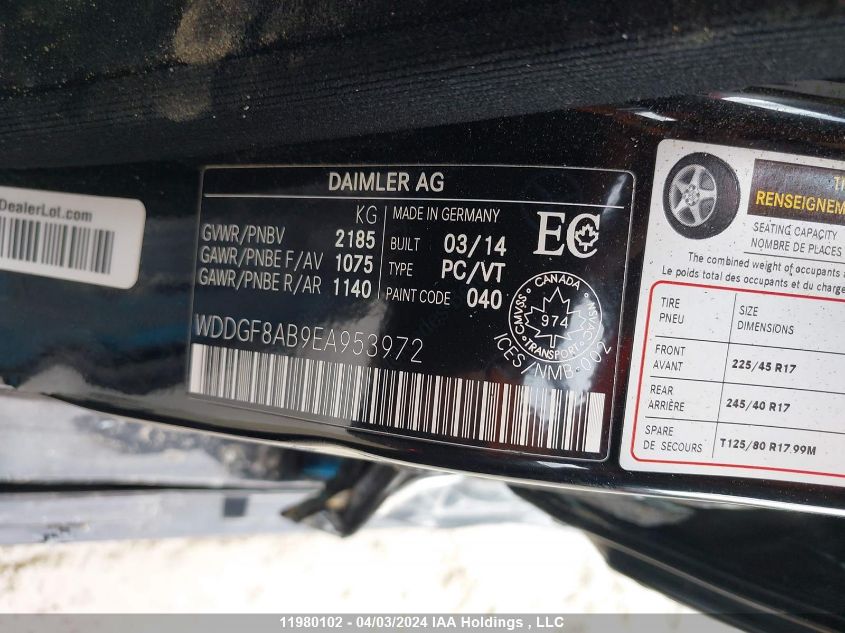 DealerLot.com
DAIMLER AG
KG
GVWR/PNBV 2185
GAWR/PNBE F/AV 1075
GAWR/PNBE R/AR 1140
MADE IN GERMANY
BUILT 03/14
TYPE PC/VT
PAINT CODE 040
EC
CANADA
CMVSS
974
NSVAC
TRANSPORT
ICES/NMB-002
WDDGF8AB9EA953972
RENSEIGNEM
SEATING CAPACITY
NOMBRE DE PLACES
The combined weight of occupants a
Le poids total des occupants et du charge
TIRE
PNEU
SIZE
DIMENSIONS
FRONT
AVANT
225/45 R17
REAR
ARRIÈRE
245/40 R17
SPARE
DE SECOURS
T125/80 R17.99M
11980102 - 04/03/2024 IAA Holdings , LLC